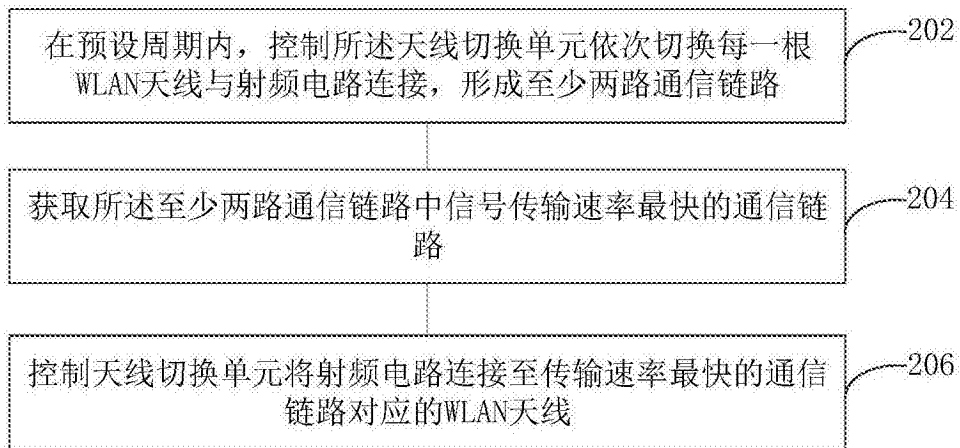 在预设周期内，控制所述天线切换单元依次切换每一根
WLAN天线与射频电路连接，形成至少两路通信链路
202
获取所述至少两路通信链路中信号传输速率最快的通信链
路
204
控制天线切换单元将射频电路连接至传输速率最快的通信
链路对应的WLAN天线
206